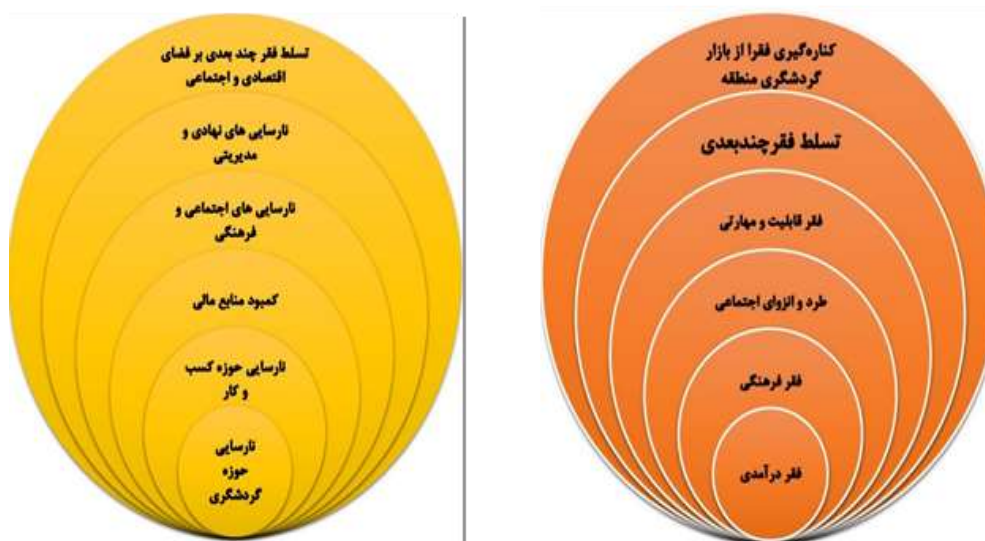 کناره‌گیری فقرا از بازار
گردشگری منطقه
تسلط فقرچندبعدی
فقر قابلیت و مهارتی
طرد و انزوای اجتماعی
فقر فرهنگی
فقر درآمدی
تسلط فقر چند بعدی بر فضای
اقتصادی و اجتماعی
نارسایی های نهادی و
مدیریتی
نارسایی های اجتماعی و
فرهنگی
کمبود منابع مالی
نارسایی حوزه کسب
و کار
نارسایی
حوزه
گردشگری